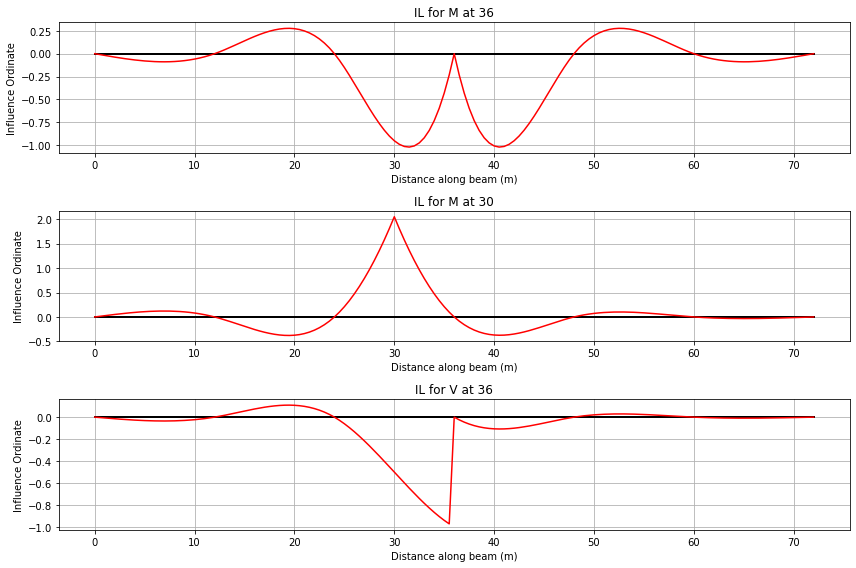 IL for M at 36
Influence Ordinate
0.25
0.00
−0.25
−0.50
−0.75
−1.00
0 10 20 30 40 50 60 70
Distance along beam (m)
IL for M at 30
Influence Ordinate
2.0
1.5
1.0
0.5
0.0
−0.5
0 10 20 30 40 50 60 70
Distance along beam (m)
IL for V at 36
Influence Ordinate
0.0
−0.2
−0.4
−0.6
−0.8
−1.0
0 10 20 30 40 50 60 70
Distance along beam (m)